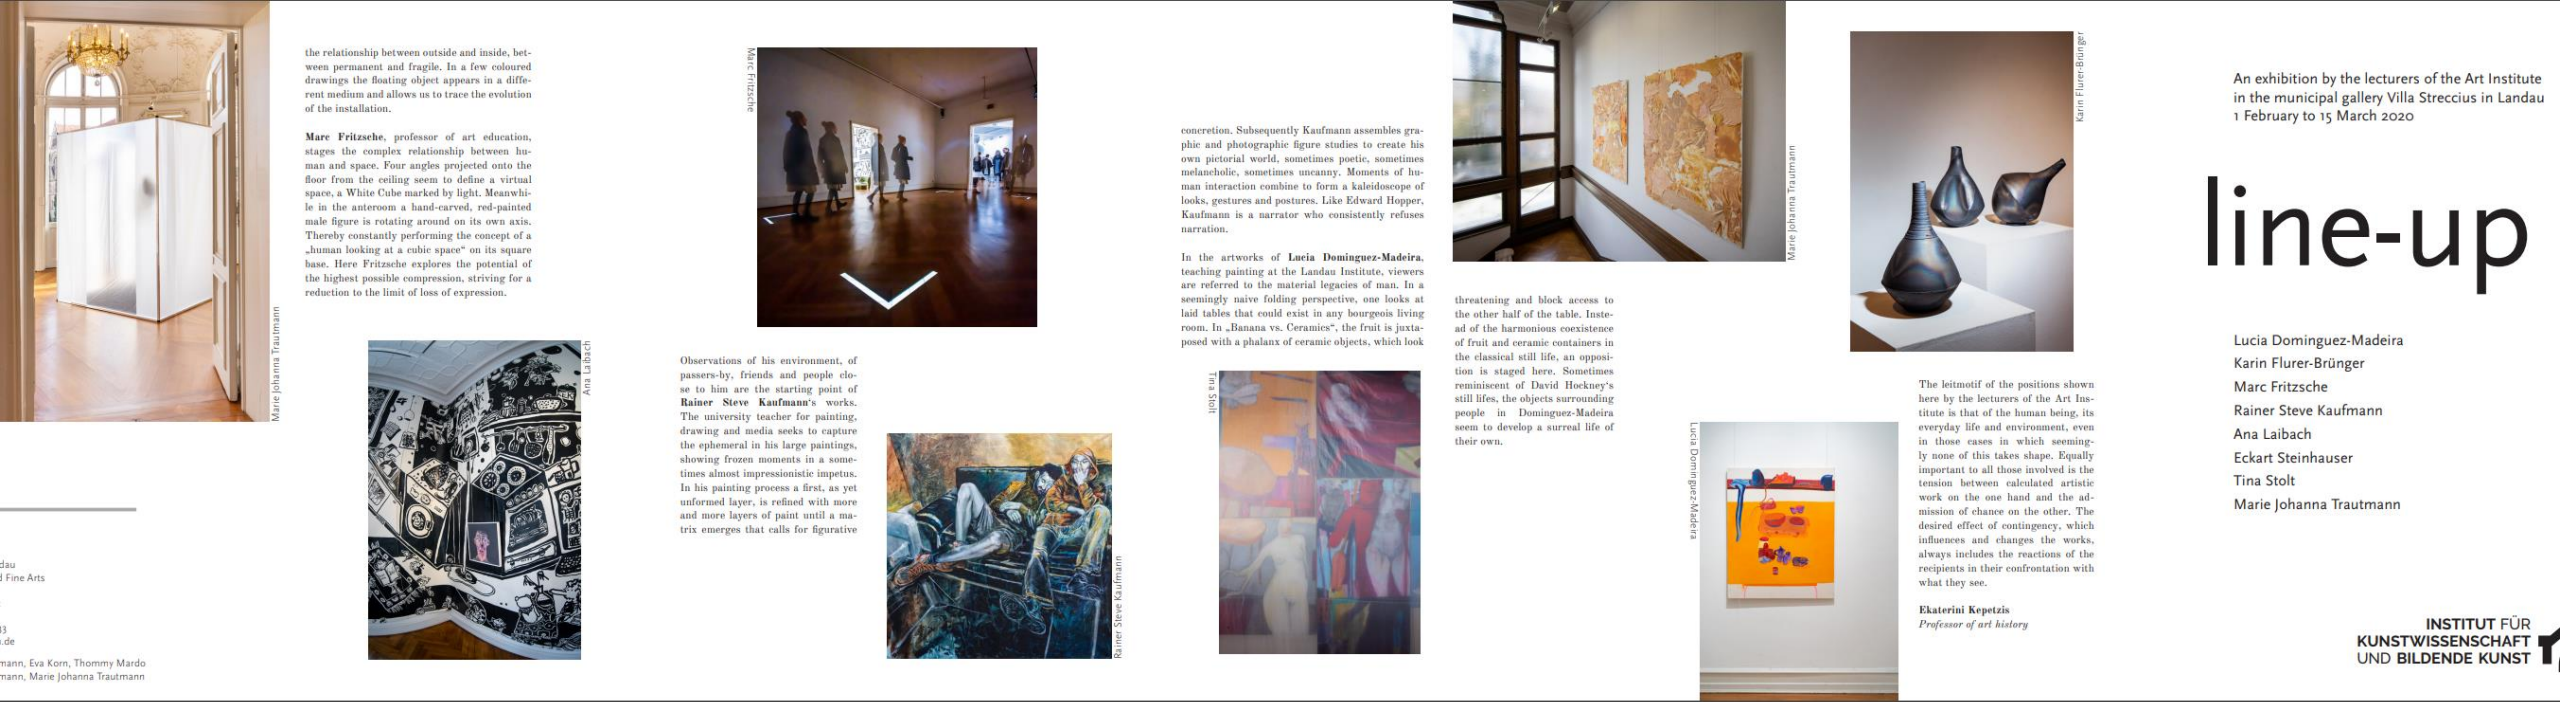 Marie Johanna Trautmann
dau
d Fine Arts
33
.de
mann, Eva Korn, Thommy Mardo
mann, Marie Johanna Trautmann
the relationship between outside and inside, bet-
ween permanent and fragile. In a few coloured
drawings the floating object appears in a diffe-
rent medium and allows us to trace the evolution
of the installation.
Marc Fritzsche, professor of art education,
stages the complex relationship between hu-
man and space. Four angles projected onto the
floor from the ceiling seem to define a virtual
space, a White Cube marked by light. Meanwhi-
le in the anteroom a hand-carved, red-painted
male figure is rotating around on its own axis.
Thereby constantly performing the concept of a
„human looking at a cubic space“ on its square
base. Here Fritzsche explores the potential of
the highest possible compression, striving for a
reduction to the limit of loss of expression.
Ana Laibach
Marc Fritzsche
Observations of his environment, of
passers-by, friends and people clo-
se to him are the starting point of
Rainer Steve Kaufmann‘s works.
The university teacher for painting,
drawing and media seeks to capture
the ephemeral in his large paintings,
showing frozen moments in a some-
times almost impressionistic impetus.
In his painting process a first, as yet
unformed layer, is refined with more
and more layers of paint until a ma-
trix emerges that calls for figurative
Rainer Steve Kaufmann
concretion. Subsequently Kaufmann assembles gra-
phic and photographic figure studies to create his
own pictorial world, sometimes poetic, sometimes
melancholic, sometimes uncanny. Moments of hu-
man interaction combine to form a kaleidoscope of
looks, gestures and postures. Like Edward Hopper,
Kaufmann is a narrator who consistently refuses
narration.
In the artworks of Lucia Dominguez-Madeira,
teaching painting at the Landau Institute, viewers
are referred to the material legacies of man. In a
seemingly naive folding perspective, one looks at
laid tables that could exist in any bourgeois living
room. In „Banana vs. Ceramics“, the fruit is juxta-
posed with a phalanx of ceramic objects, which look
Tina Stolt
Marie Johanna Trautmann
threatening and block access to
the other half of the table. Inste-
ad of the harmonious coexistence
of fruit and ceramic containers in
the classical still life, an opposi-
tion is staged here. Sometimes
reminiscent of David Hockney‘s
still lifes, the objects surrounding
people in Dominguez-Madeira
seem to develop a surreal life of
their own.
Lucia Dominguez-Madeira
Karin Flurer-Brünger
The leitmotif of the positions shown
here by the lecturers of the Art Ins-
titute is that of the human being, its
everyday life and environment, even
in those cases in which seeming-
ly none of this takes shape. Equally
important to all those involved is the
tension between calculated artistic
work on the one hand and the ad-
mission of chance on the other. The
desired effect of contingency, which
influences and changes the works,
always includes the reactions of the
recipients in their confrontation with
what they see.
Ekaterini Kepetzis
Professor of art history
An exhibition by the lecturers of the Art Institute
in the municipal gallery Villa Streccius in Landau
1 February to 15 March 2020
line-up
Lucia Dominguez-Madeira
Karin Flurer-Brünger
Marc Fritzsche
Rainer Steve Kaufmann
Ana Laibach
Eckart Steinhauser
Tina Stolt
Marie Johanna Trautmann
INSTITUT FÜR
KUNSTWISSENSCHAFT
UND BILDENDE KUNST